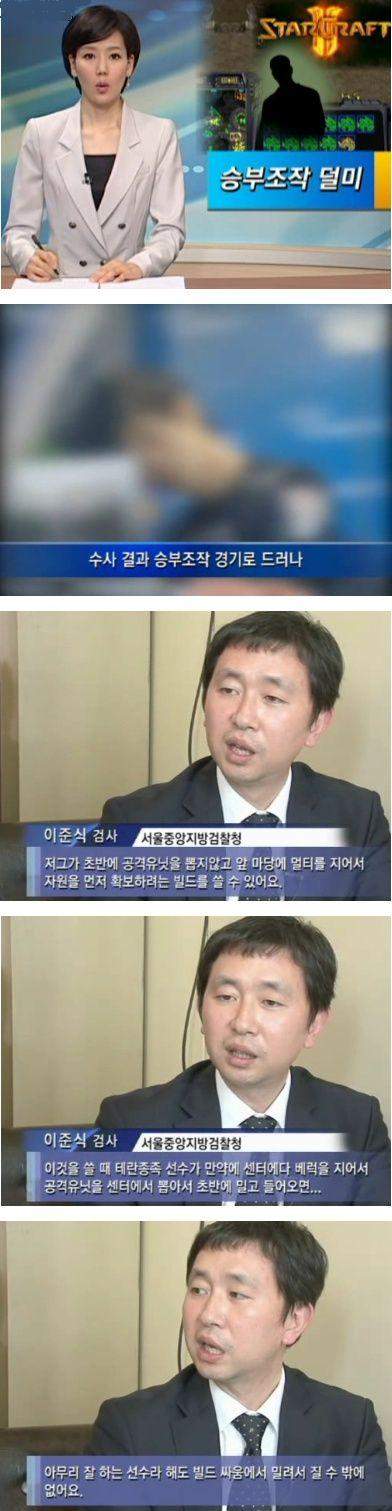 STARCRAFT
II
승부조작 덜미
수사 결과 승부조작 경기로 드러나
이준식 검사 서울중앙지방검찰청
저그가 초반에 공격유닛을 뽑지않고 앞 마당에 멀티를 지어서
자원을 먼저 확보하려는 빌드를 쓸 수 있어요.
이준식 검사 서울중앙지방검찰청
이것을 쓸 때 테란종족 선수가 만약에 센터에다 베럭을 지어서
공격유닛을 센터에서 뽑아서 초반에 밀고 들어오면...
아무리 잘 하는 선수라 해도 빌드 싸움에서 밀려서 질 수 밖에
없어요.